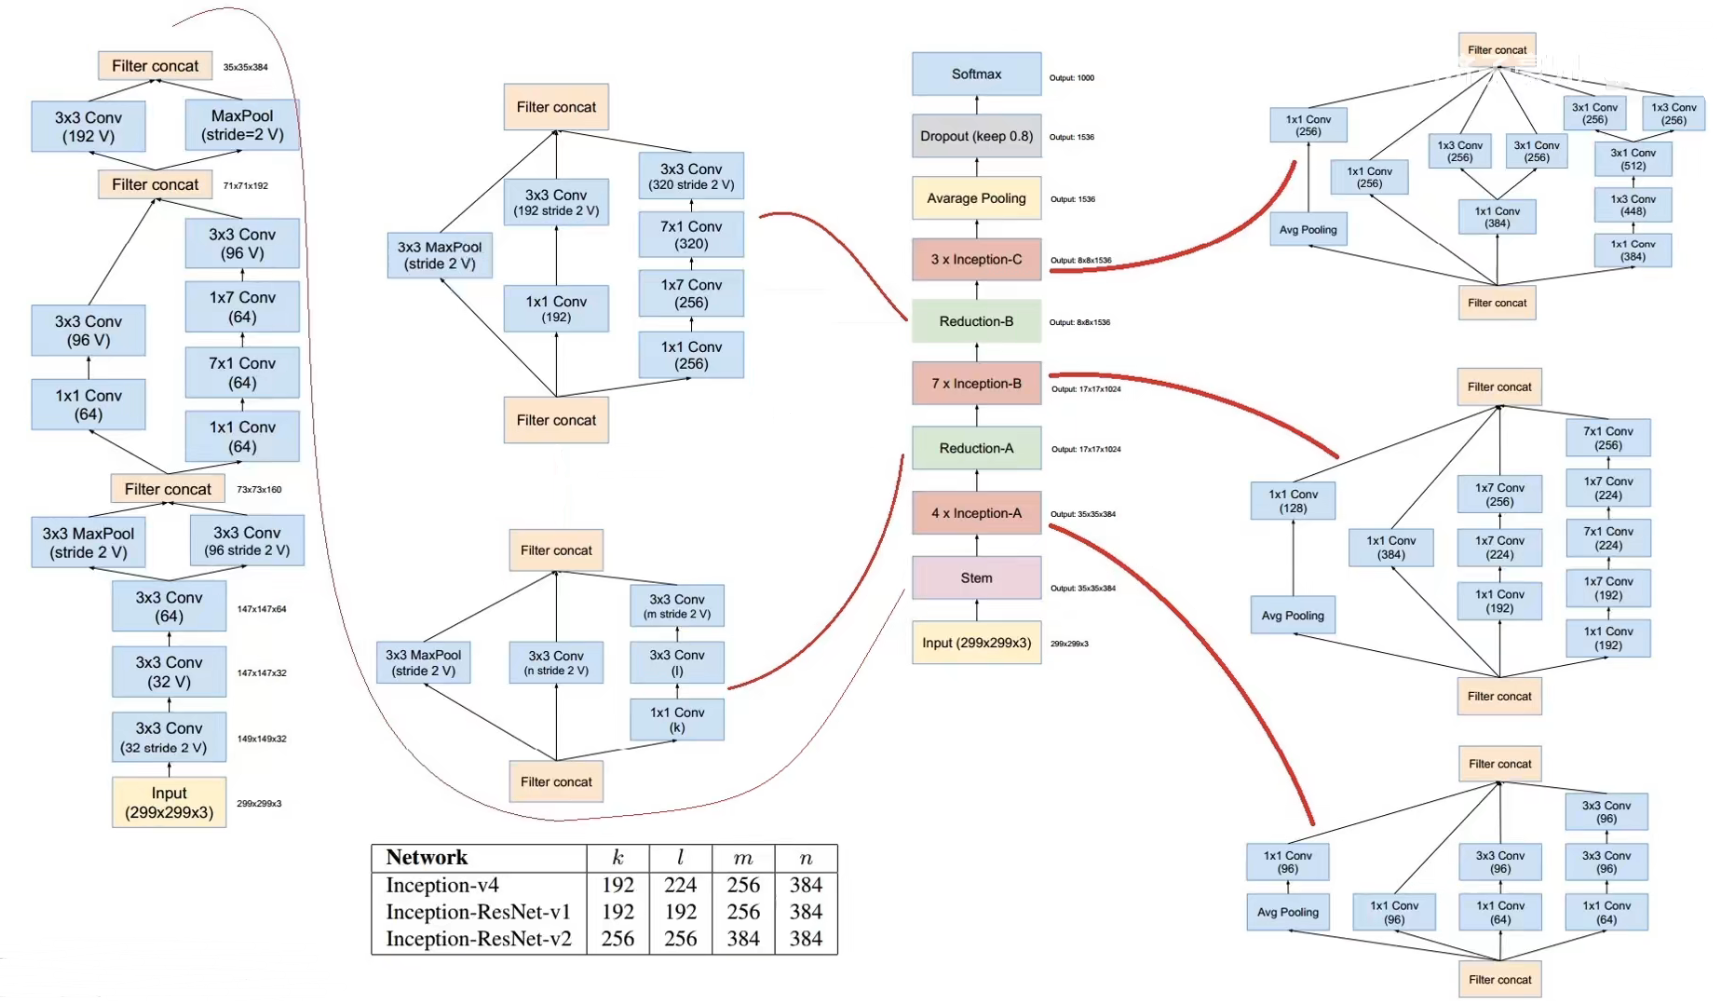 Filter concat
35x35x384
3x3 Conv
(192 V)
MaxPool
(stride=2 V)
Filter concat
71x71x192
3x3 Conv
(96 V)
1x7 Conv
(64)
3x3 Conv
(96 V)
7x1 Conv
(64)
1x1 Conv
(64)
1x1 Conv
(64)
Filter concat
73x73x160
3x3 MaxPool
(stride 2 V)
3x3 Conv
(96 stride 2 V)
3x3 Conv
(64)
147x147x64
3x3 Conv
(32 V)
147x147x32
3x3 Conv
(32 stride 2 V)
149x149x32
Input
(299x299x3)
299x299x3
Filter concat
3x3 Conv
(320 stride 2 V)
3x3 Conv
(192 stride 2 V)
7x1 Conv
(320)
3x3 MaxPool
(stride 2 V)
1x7 Conv
(256)
1x1 Conv
(192)
1x1 Conv
(256)
Filter concat
Filter concat
3x3 Conv
(m stride 2 V)
3x3 MaxPool
(stride 2 V)
3x3 Conv
(n stride 2 V)
3x3 Conv
(l)
1x1 Conv
(k)
Filter concat
Network k l m n
Inception-v4 192 224 256 384
Inception-ResNet-v1 192 192 256 384
Inception-ResNet-v2 256 256 384 384
Softmax
Output: 1000
Dropout (keep 0.8)
Output: 1536
Avarage Pooling
Output: 1536
3 x Inception-C
Output: 8x8x1536
Reduction-B
Output: 8x8x1536
7 x Inception-B
Output: 17x17x1024
Reduction-A
Output: 17x17x1024
4 x Inception-A
Output: 35x35x384
Stem
Output: 35x35x384
Input (299x299x3)
299x299x3
Filter concat
3x1 Conv
(256)
1x3 Conv
(256)
1x1 Conv
(256)
1x3 Conv
(256)
3x1 Conv
(256)
3x1 Conv
(512)
1x1 Conv
(256)
1x3 Conv
(448)
1x1 Conv
(384)
Avg Pooling
1x1 Conv
(384)
Filter concat
Filter concat
7x1 Conv
(256)
1x1 Conv
(128)
1x7 Conv
(256)
1x7 Conv
(224)
1x1 Conv
(384)
1x7 Conv
(224)
7x1 Conv
(224)
1x1 Conv
(192)
1x7 Conv
(192)
Avg Pooling
1x1 Conv
(192)
Filter concat
Filter concat
3x3 Conv
(96)
1x1 Conv
(96)
3x3 Conv
(96)
3x3 Conv
(96)
Avg Pooling
1x1 Conv
(96)
1x1 Conv
(64)
1x1 Conv
(64)
Filter concat